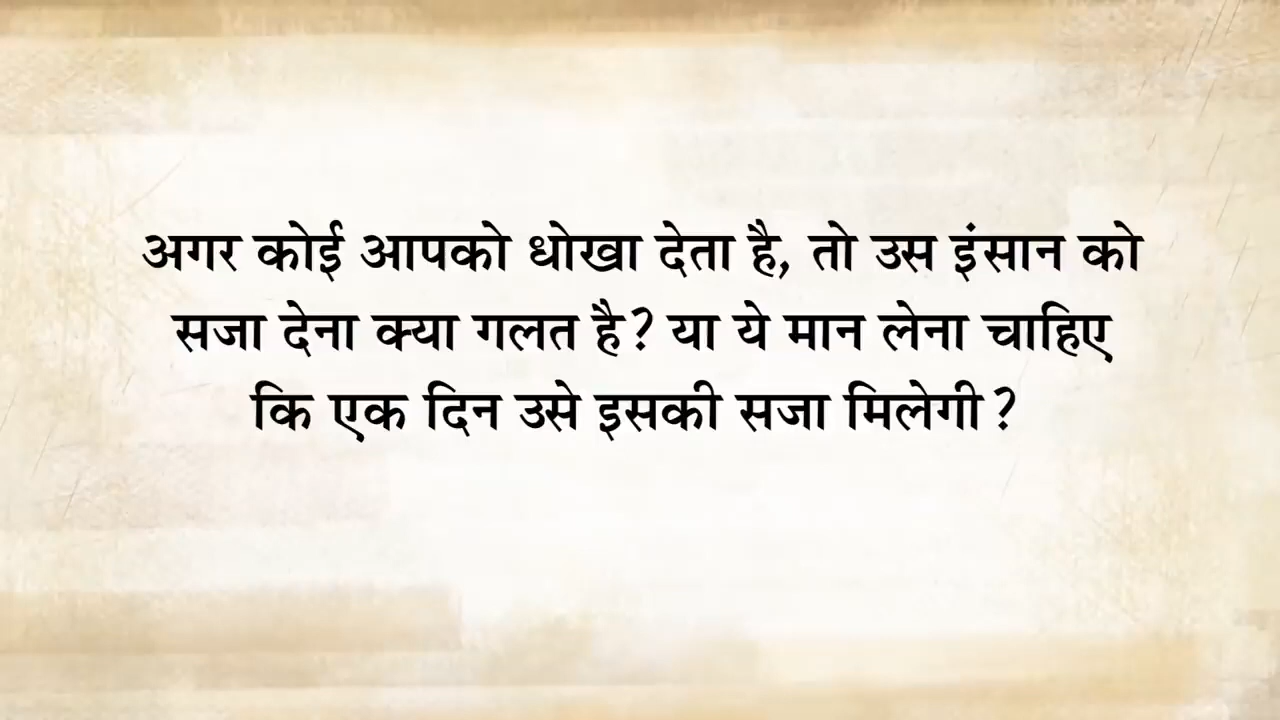 अगर कोई आपको धोखा देता है, तो उस इंसान को
सजा देना क्या गलत है? या ये मान लेना चाहिए
कि एक दिन उसे इसकी सजा मिलेगी?